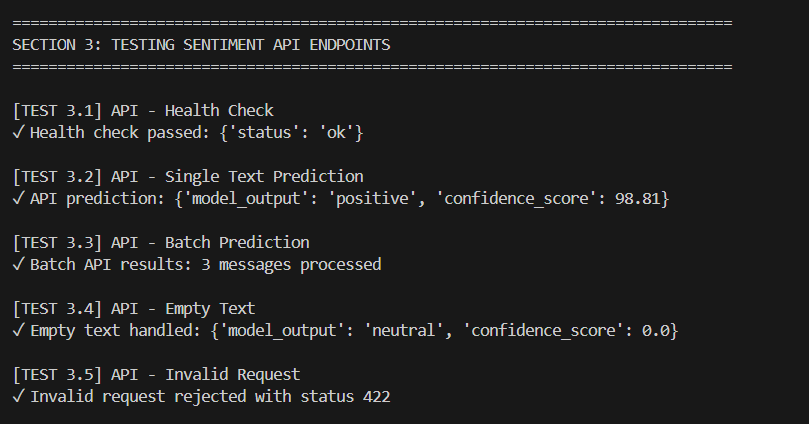 ================================================================================
SECTION 3: TESTING SENTIMENT API ENDPOINTS
================================================================================
[TEST 3.1] API - Health Check
✓ Health check passed: {'status': 'ok'}
[TEST 3.2] API - Single Text Prediction
✓ API prediction: {'model_output': 'positive', 'confidence_score': 98.81}
[TEST 3.3] API - Batch Prediction
✓ Batch API results: 3 messages processed
[TEST 3.4] API - Empty Text
✓ Empty text handled: {'model_output': 'neutral', 'confidence_score': 0.0}
[TEST 3.5] API - Invalid Request
✓ Invalid request rejected with status 422